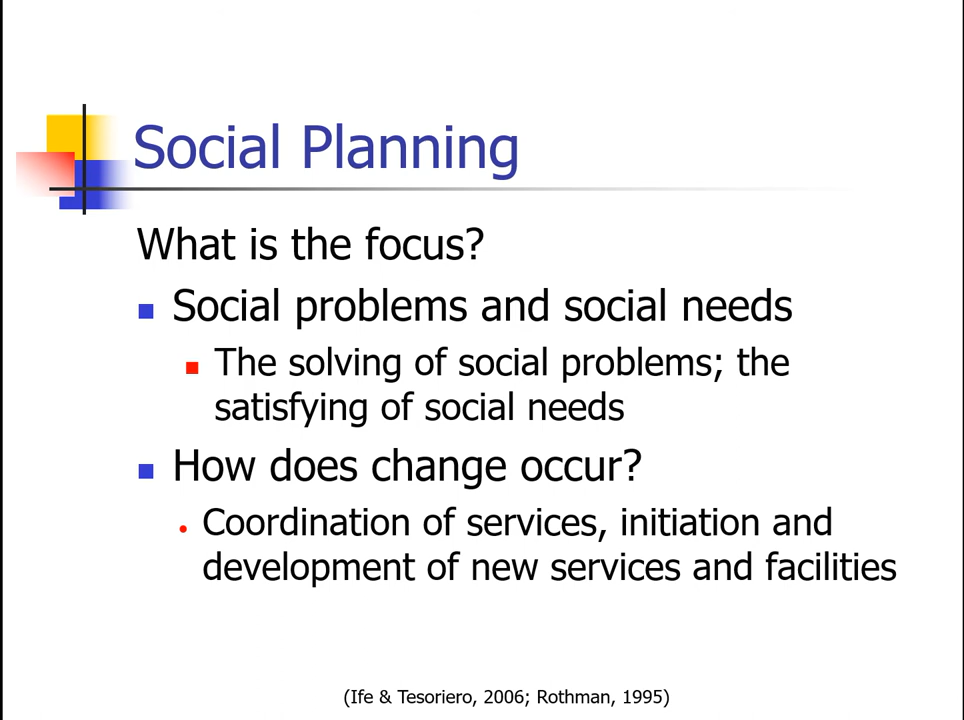 Social Planning
What is the focus?
Social problems and social needs
The solving of social problems; the
satisfying of social needs
How does change occur?
Coordination of services, initiation and
development of new services and facilities
(Ife & Tesoriero, 2006; Rothman, 1995)